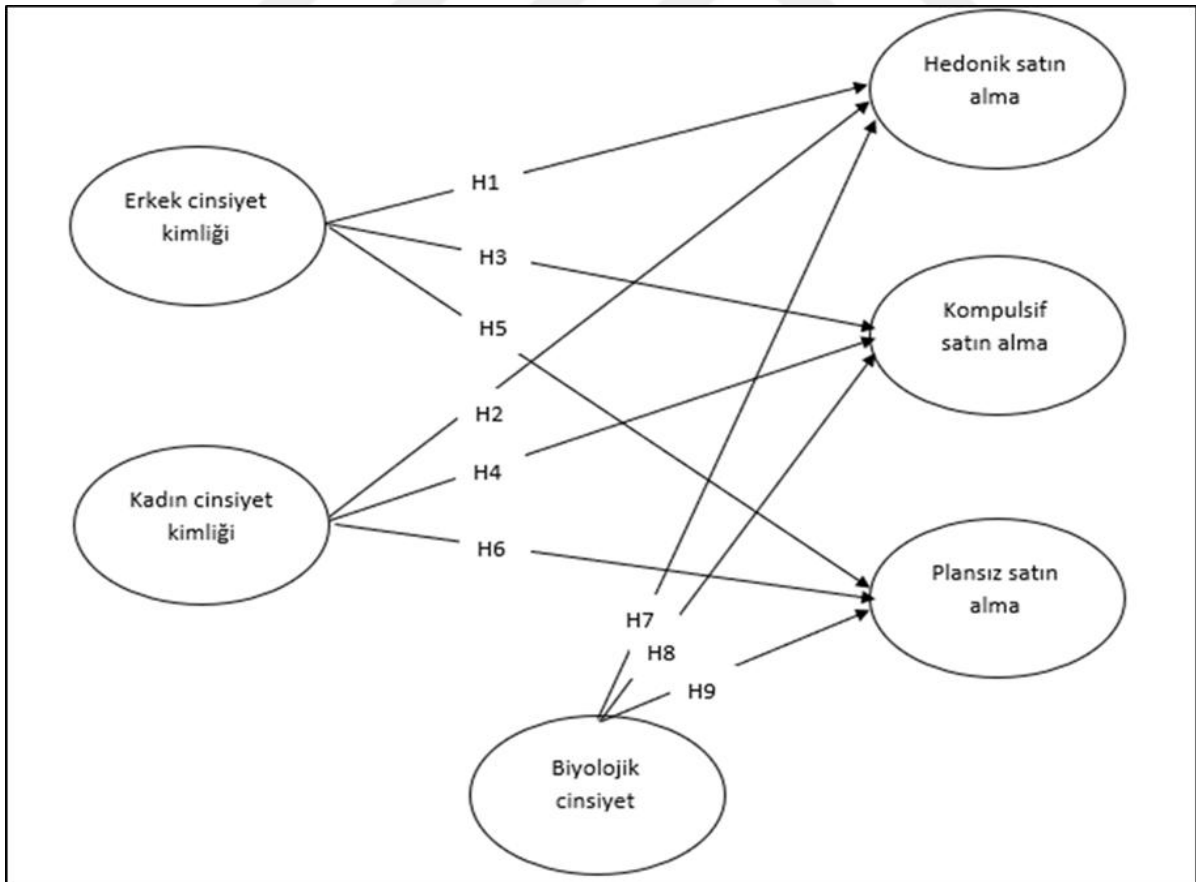 Hedonik satın
alma
Erkek cinsiyet
kimliği
H1
H3
H5
Kompulsif
satın alma
H2
H4
Kadın cinsiyet
kimliği
H6
Plansız satın
alma
H7
H8
H9
Biyolojik
cinsiyet